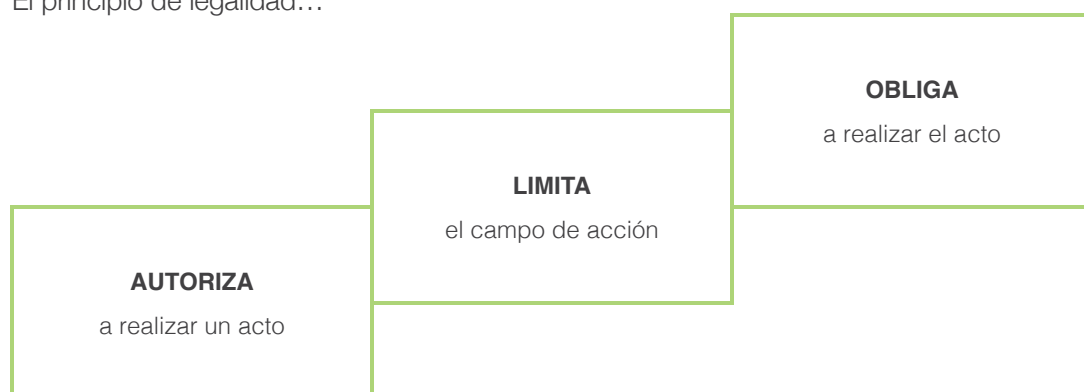 El principio de legalidad…
OBLIGA
a realizar el acto
LIMITA
el campo de acción
AUTORIZA
a realizar un acto